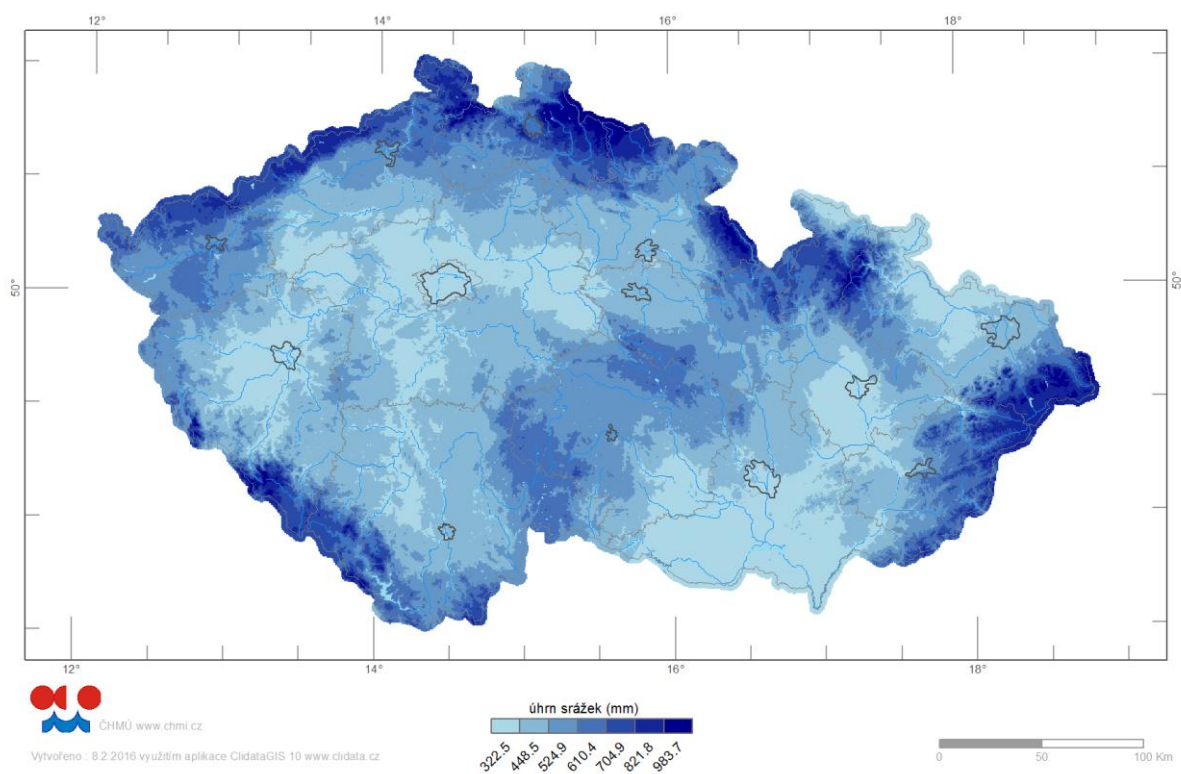 12° 14° 16° 18°
50° 50°
12° 14° 16° 18°
úhrn srážek (mm)
322.5 448.5 524.9 610.4 704.9 821.8 983.7
ČHMÚ www.chmi.cz
Vytvořeno : 8.2.2016 využitím aplikace ClidataGIS 10 www.clidata.cz
0 50 100 Km